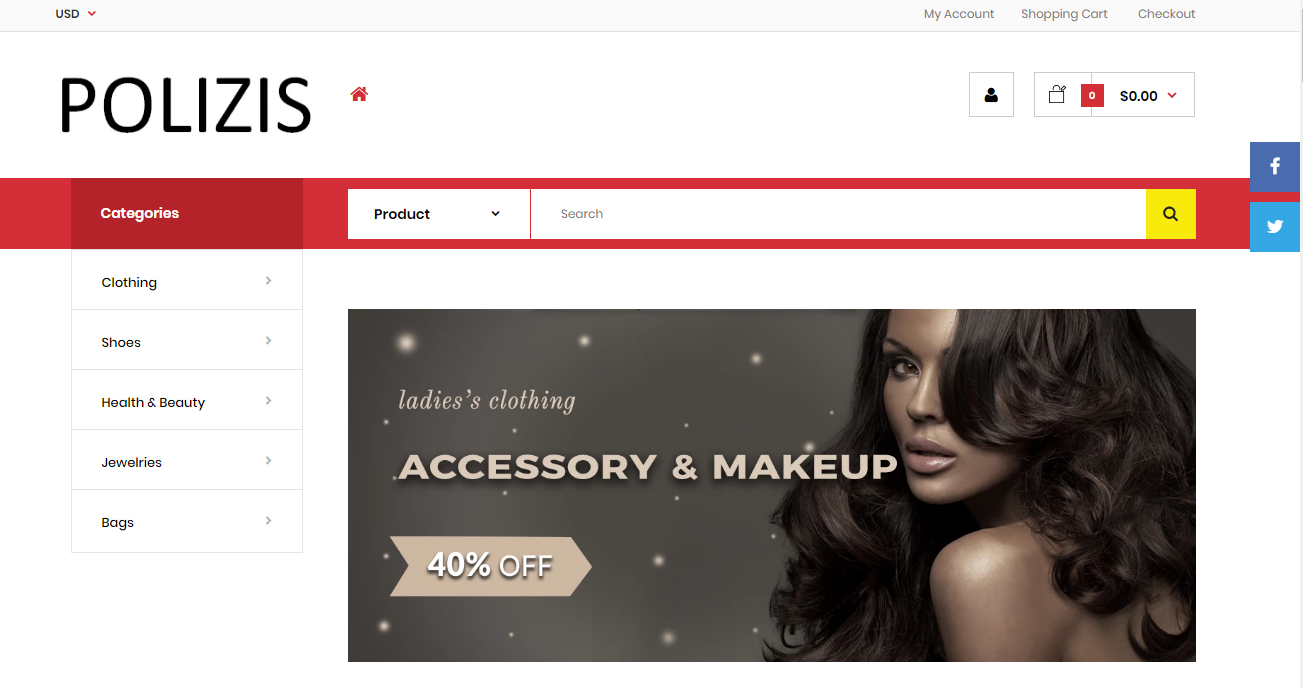 USD
My Account Shopping Cart Checkout
POLIZIS
0 $0.00
Categories
Product
Search
Clothing
Shoes
Health & Beauty
Jewelries
Bags
ladies’s clothing
ACCESSORY & MAKEUP
40% OFF